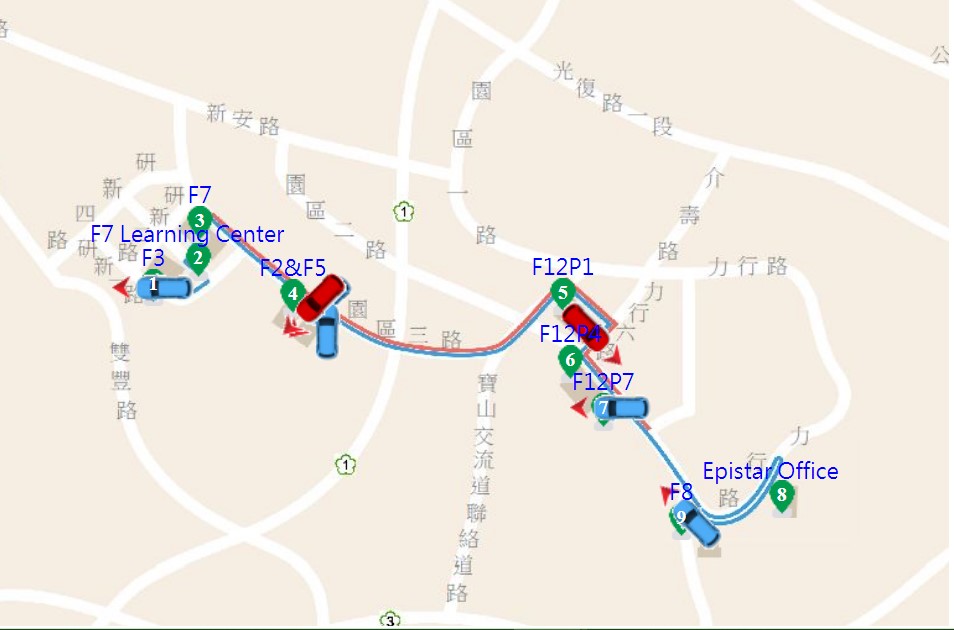 路
公
光復路一段
新安路
園區一路
研新四路
研新一路
研新路
介壽路
園區二路
1
F7
3
F7 Learning Center
2
F3
1
F2&F5
4
園區三路
力行路
F12P1
5
力行六路
F12P4
6
F12P7
7
雙豐路
寶山交流道聯絡道路
1
力行路
Epistar Office
8
F8
9
3